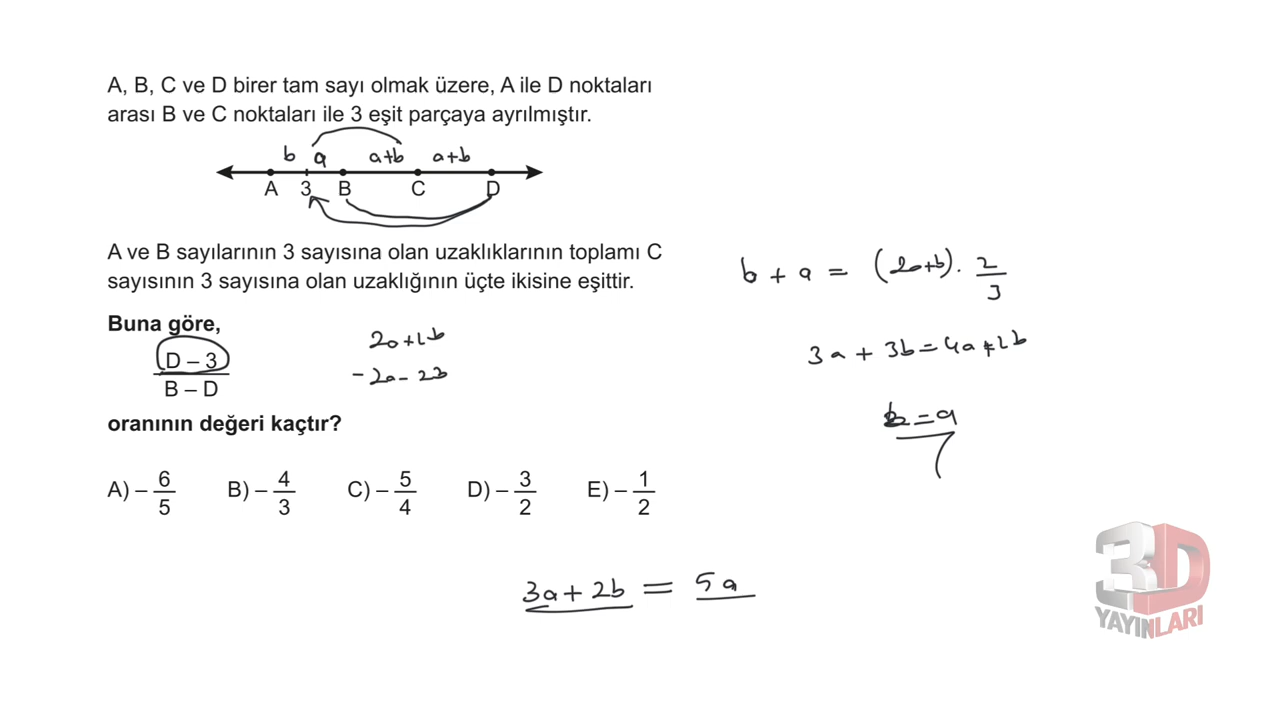 A, B, C ve D birer tam sayı olmak üzere, A ile D noktaları
arası B ve C noktaları ile 3 eşit parçaya ayrılmıştır.
b a a+b a+b
A 3 B C D
A ve B sayılarının 3 sayısına olan uzaklıklarının toplamı C
sayısının 3 sayısına olan uzaklığının üçte ikisine eşittir.
b + a = (2a+b) . 2/3
3a + 3b = 4a + 2b
b = a
Buna göre,
D – 3
B – D
2a+2b
-2a-2b
oranının değeri kaçtır?
A) – 6/5 B) – 4/3 C) – 5/4 D) – 3/2 E) – 1/2
3a + 2b = 5a
3D
YAYINLARI